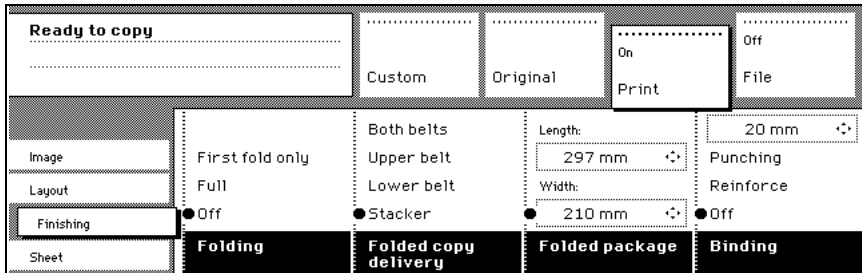 Ready to copy
Custom
Original
On
Print
Off
File
Image
Layout
Finishing
Sheet
First fold only
Full
Off
Folding
Both belts
Upper belt
Lower belt
Stacker
Folded copy
delivery
Length:
297 mm
Width:
210 mm
Folded package
20 mm
Punching
Reinforce
Off
Binding